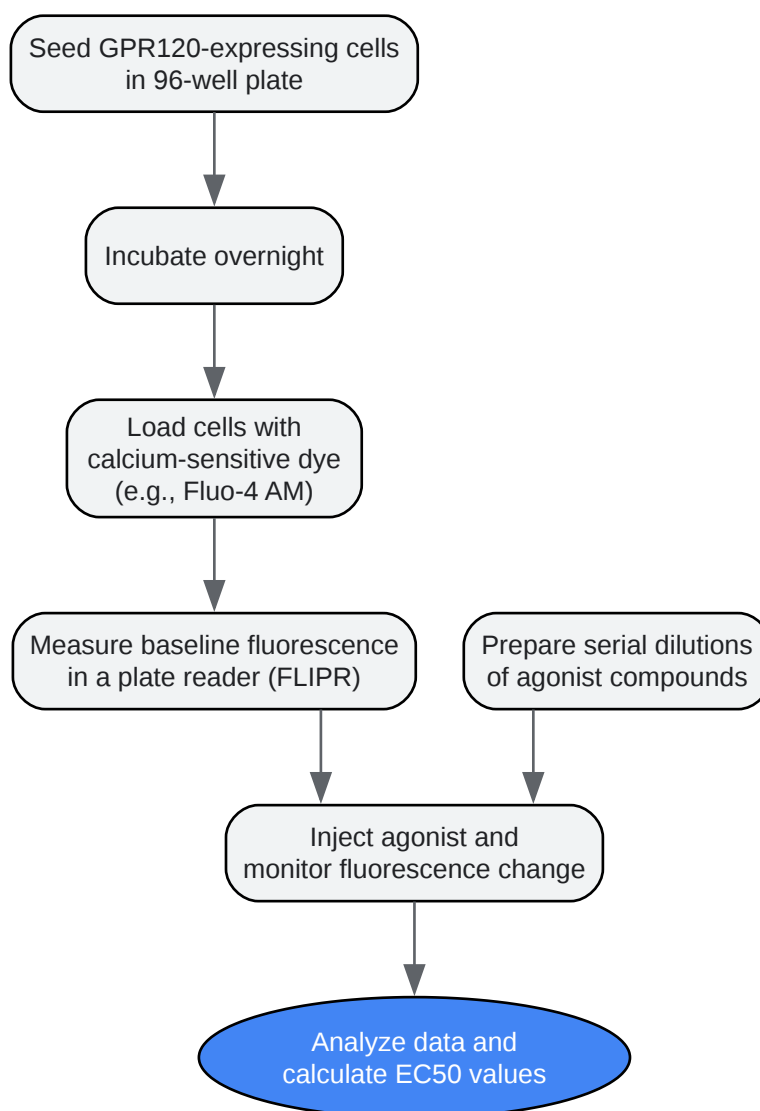 Seed GPR120-expressing cells
in 96-well plate
Incubate overnight
Load cells with
calcium-sensitive dye
(e.g., Fluo-4 AM)
Measure baseline fluorescence
in a plate reader (FLIPR)
Prepare serial dilutions
of agonist compounds
Inject agonist and
monitor fluorescence change
Analyze data and
calculate EC50 values